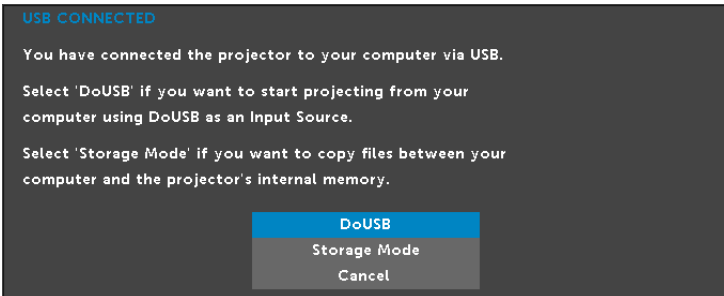 USB CONNECTED
You have connected the projector to your computer via USB.
Select 'DoUSB' if you want to start projecting from your
computer using DoUSB as an Input Source.
Select 'Storage Mode' if you want to copy files between your
computer and the projector's internal memory.
DoUSB
Storage Mode
Cancel